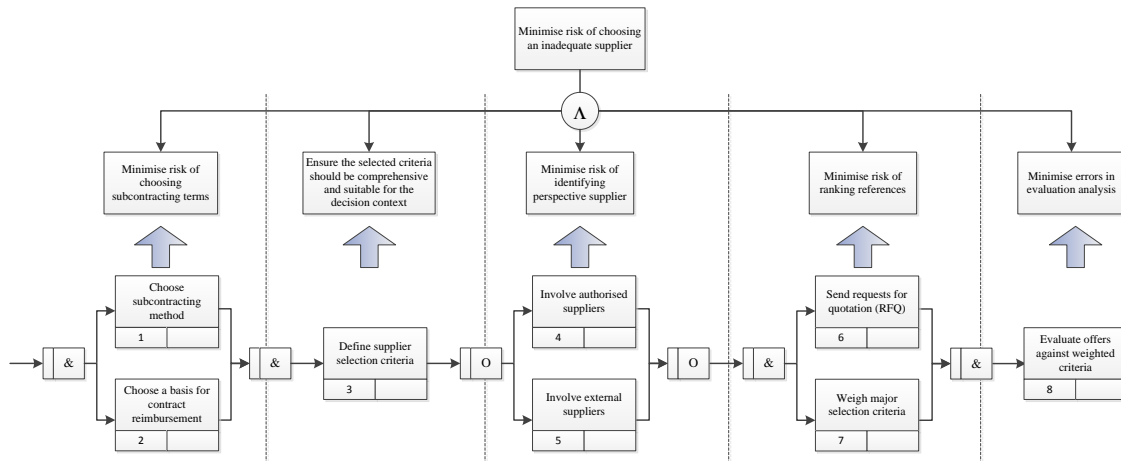 Minimise risk of choosing
an inadequate supplier
Λ
Minimise risk of
choosing
subcontracting terms
Ensure the selected criteria
should be comprehensive
and suitable for the
decision context
Minimise risk of
identifying
perspective supplier
Minimise risk of
ranking references
Minimise errors in
evaluation analysis
Choose
subcontracting
method
1
Involve authorised
suppliers
4
Send requests for
quotation (RFQ)
6
&
&
Define supplier
selection criteria
3
O
O
&
&
Evaluate offers
against weighted
criteria
8
Choose a basis for
contract
reimbursement
2
Involve external
suppliers
5
Weigh major
selection criteria
7